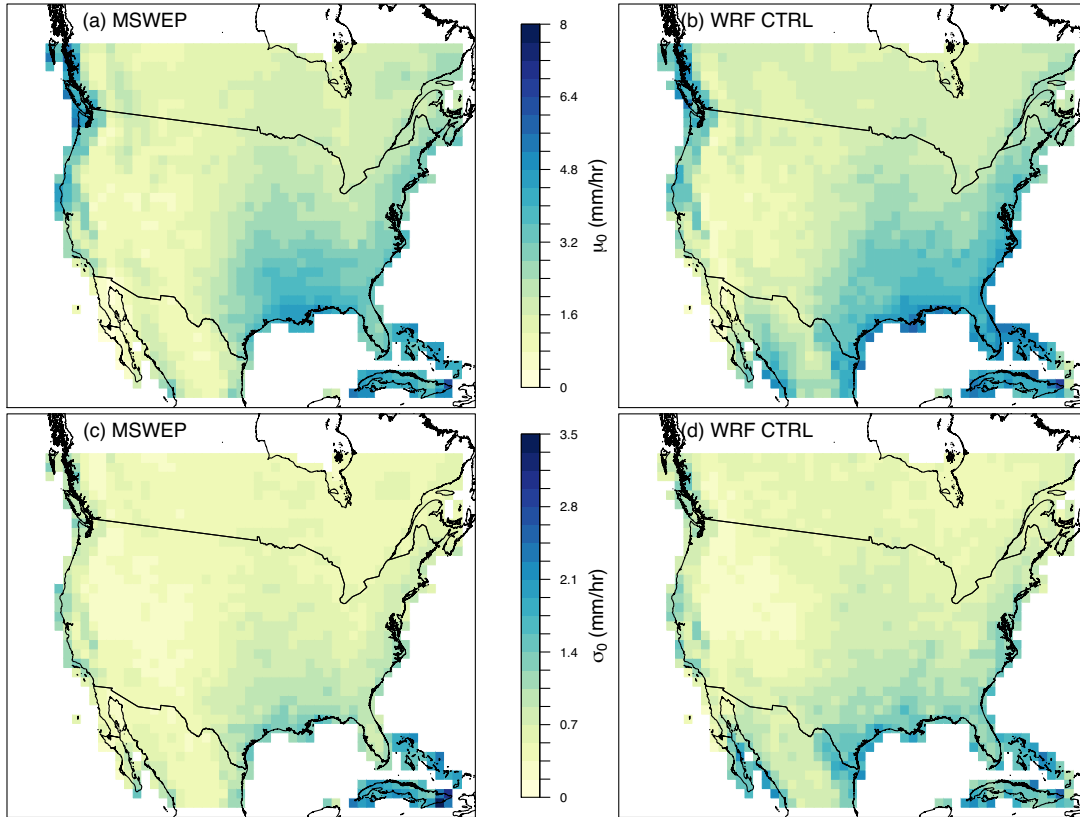 (a) MSWEP
8
6.4
4.8
3.2
1.6
0
μ0 (mm/hr)
(b) WRF CTRL
(c) MSWEP
3.5
2.8
2.1
1.4
0.7
0
σ0 (mm/hr)
(d) WRF CTRL